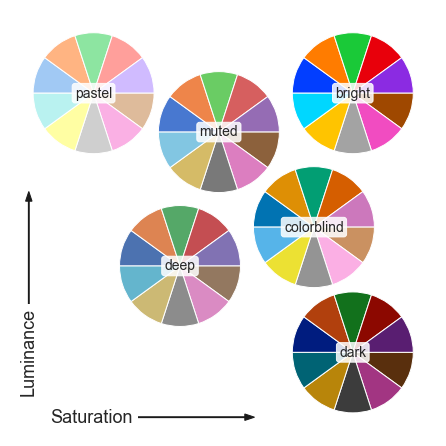 pastel
bright
muted
colorblind
deep
dark
Luminance
Saturation